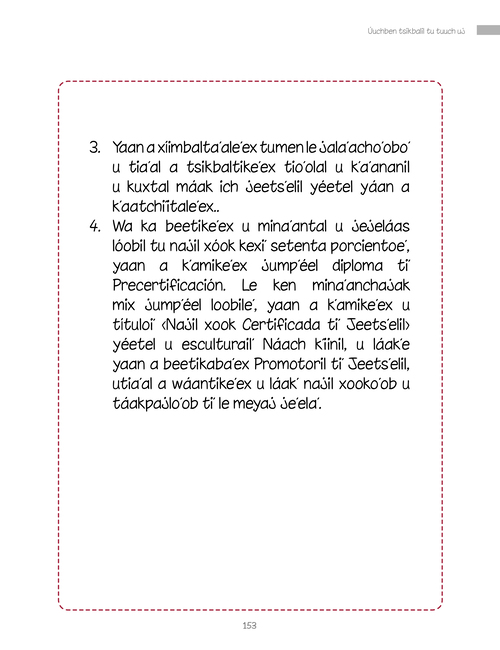 Úuchben tsikbalil tu tuuch uj
3. Yaan a xíimbalta'ale'ex tumen le jala'acho'obo'
u tia'al a tsikbaltike'ex tio'olal u k'a'ananil
u kuxtal máak ich jeets'elil yéetel yáan a
k'aatchi'itale'ex..
4. Wa ka beetike'ex u mina'antal u jejeláas
lóobil tu najil xóok kexi' setenta porcientoe',
yaan a k'amike'ex jump'éel diploma ti'
Precertificación. Le ken mina'anchajak
mix jump'éel loobile', yaan a k'amike'ex u
títuloi' ‹Najil xook Certificada ti' Jeets'elil›
yéetel u esculturail' Náach k'iinil, u láak'e
yaan a beetikaba'ex Promotoril ti' Jeets'elil,
utia'al a wáantike'ex u láak' najil xooko'ob u
táakpajlo'ob ti' le meyaj je'ela'.
153